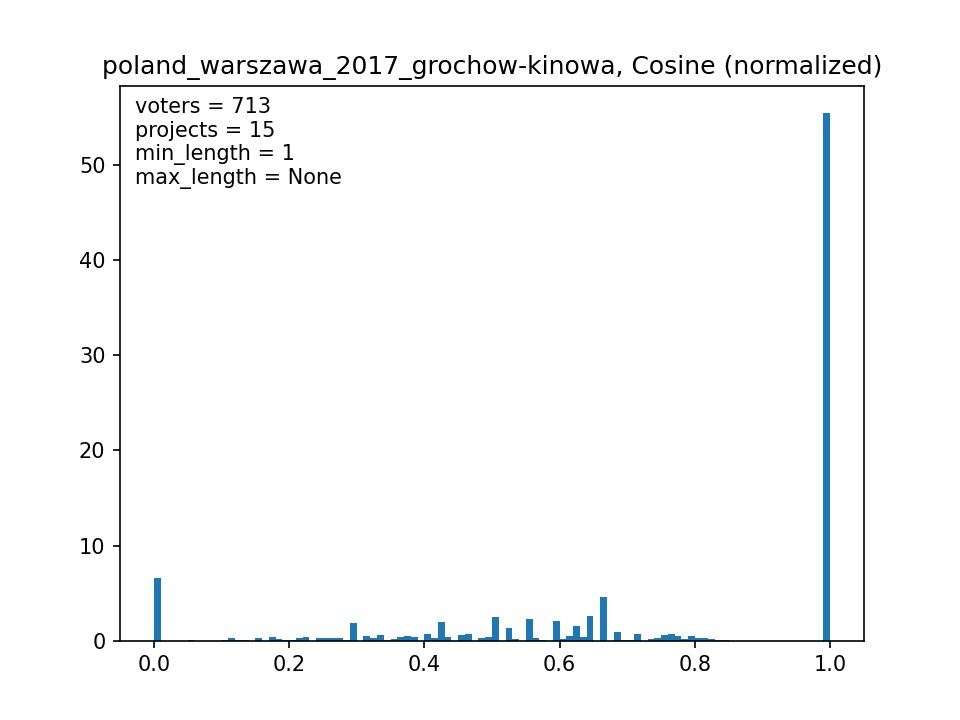 poland_warszawa_2017_grochow-kinowa, Cosine (normalized)
voters = 713
projects = 15
min_length = 1
max_length = None
50
40
30
20
10
0
0.0 0.2 0.4 0.6 0.8 1.0